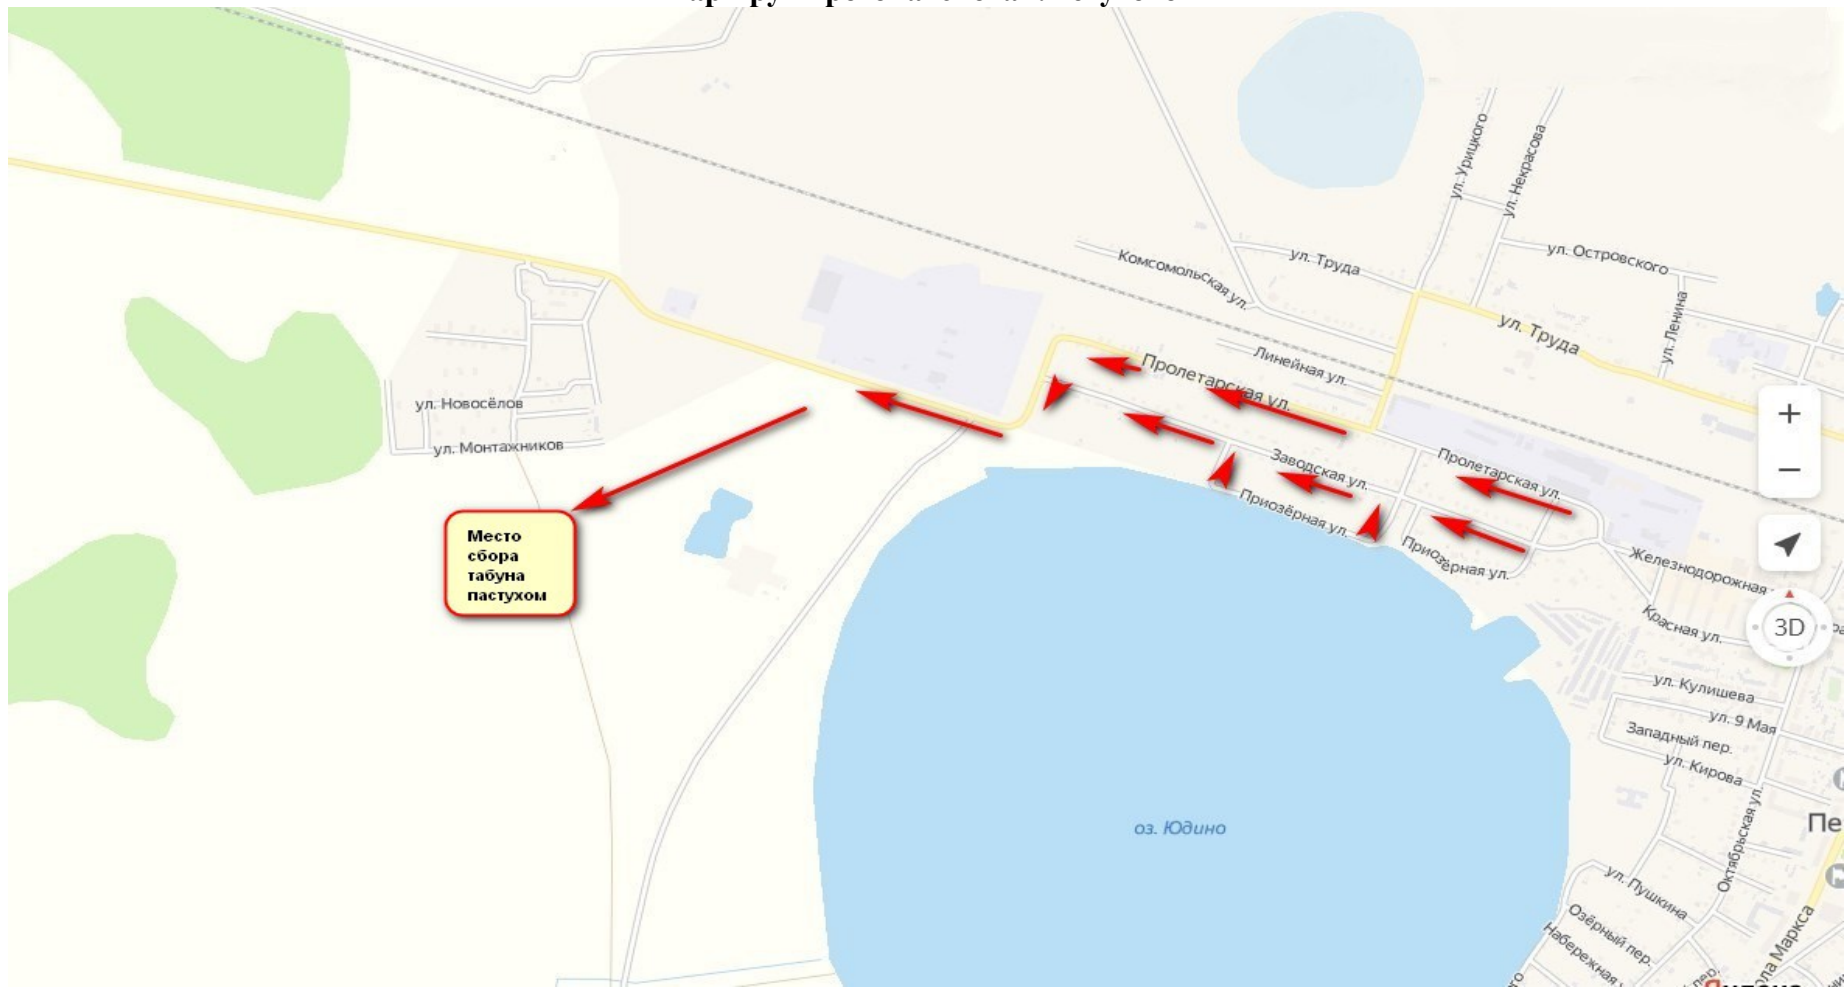 ул. Урицкого
ул. Некрасова
ул. Труда
ул. Островского
Комсомольская ул.
ул. Ленина
ул. Труда
Линейная ул.
Пролетарская ул.
ул. Новосёлов
ул. Монтажников
Заводская ул.
Пролетарская ул.
Приозёрная ул.
Приозёрная ул.
Место
сбора
табуна
пастухом
Железнодорожная
Красная ул.
3D
ул. Кулишева
ул. 9 Мая
Западный пер.
ул. Кирова
Октябрьская ул.
оз. Юдино
Пе
ул. Пушкина
Озёрный пер.
Набережная